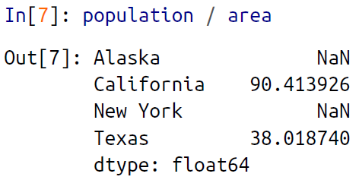 In[7]: population / area
Out[7]: Alaska NaN
California 90.413926
New York NaN
Texas 38.018740
dtype: float64